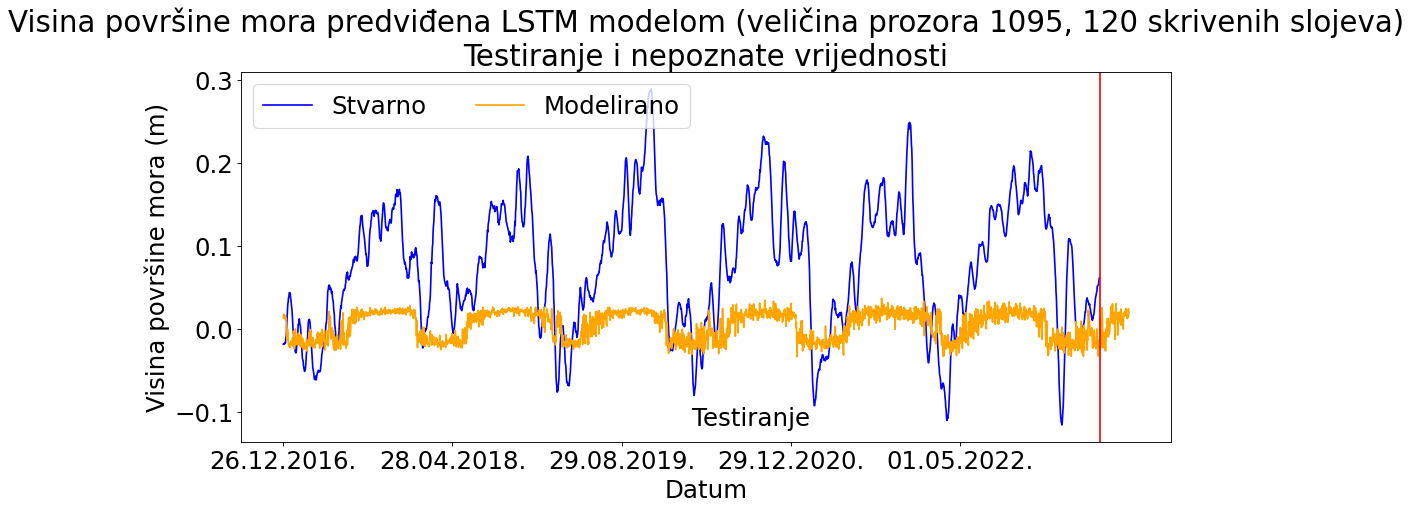 Visina površine mora predviđena LSTM modelom (veličina prozora 1095, 120 skrivenih slojeva)
Testiranje i nepoznate vrijednosti
Stvarno
Modelirano
Visina površine mora (m)
0.3
0.2
0.1
0.0
−0.1
Testiranje
26.12.2016.
28.04.2018.
29.08.2019.
29.12.2020.
01.05.2022.
Datum